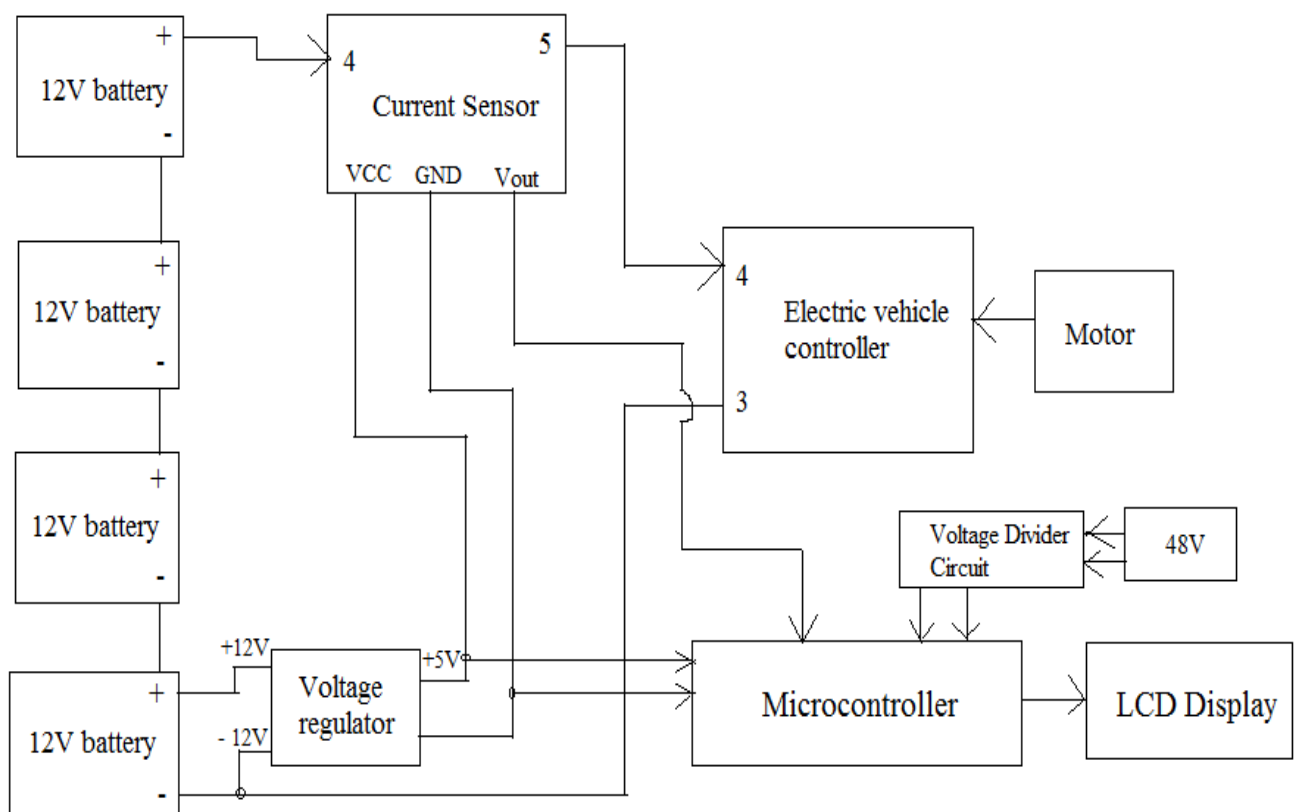 +
12V battery
-
4
5
Current Sensor
VCC
GND
Vout
+
12V battery
-
4
Electric vehicle
controller
3
Motor
+
12V battery
-
Voltage Divider
Circuit
48V
+12V
+5V
Voltage
regulator
- 12V
+
12V battery
-
Microcontroller
LCD Display